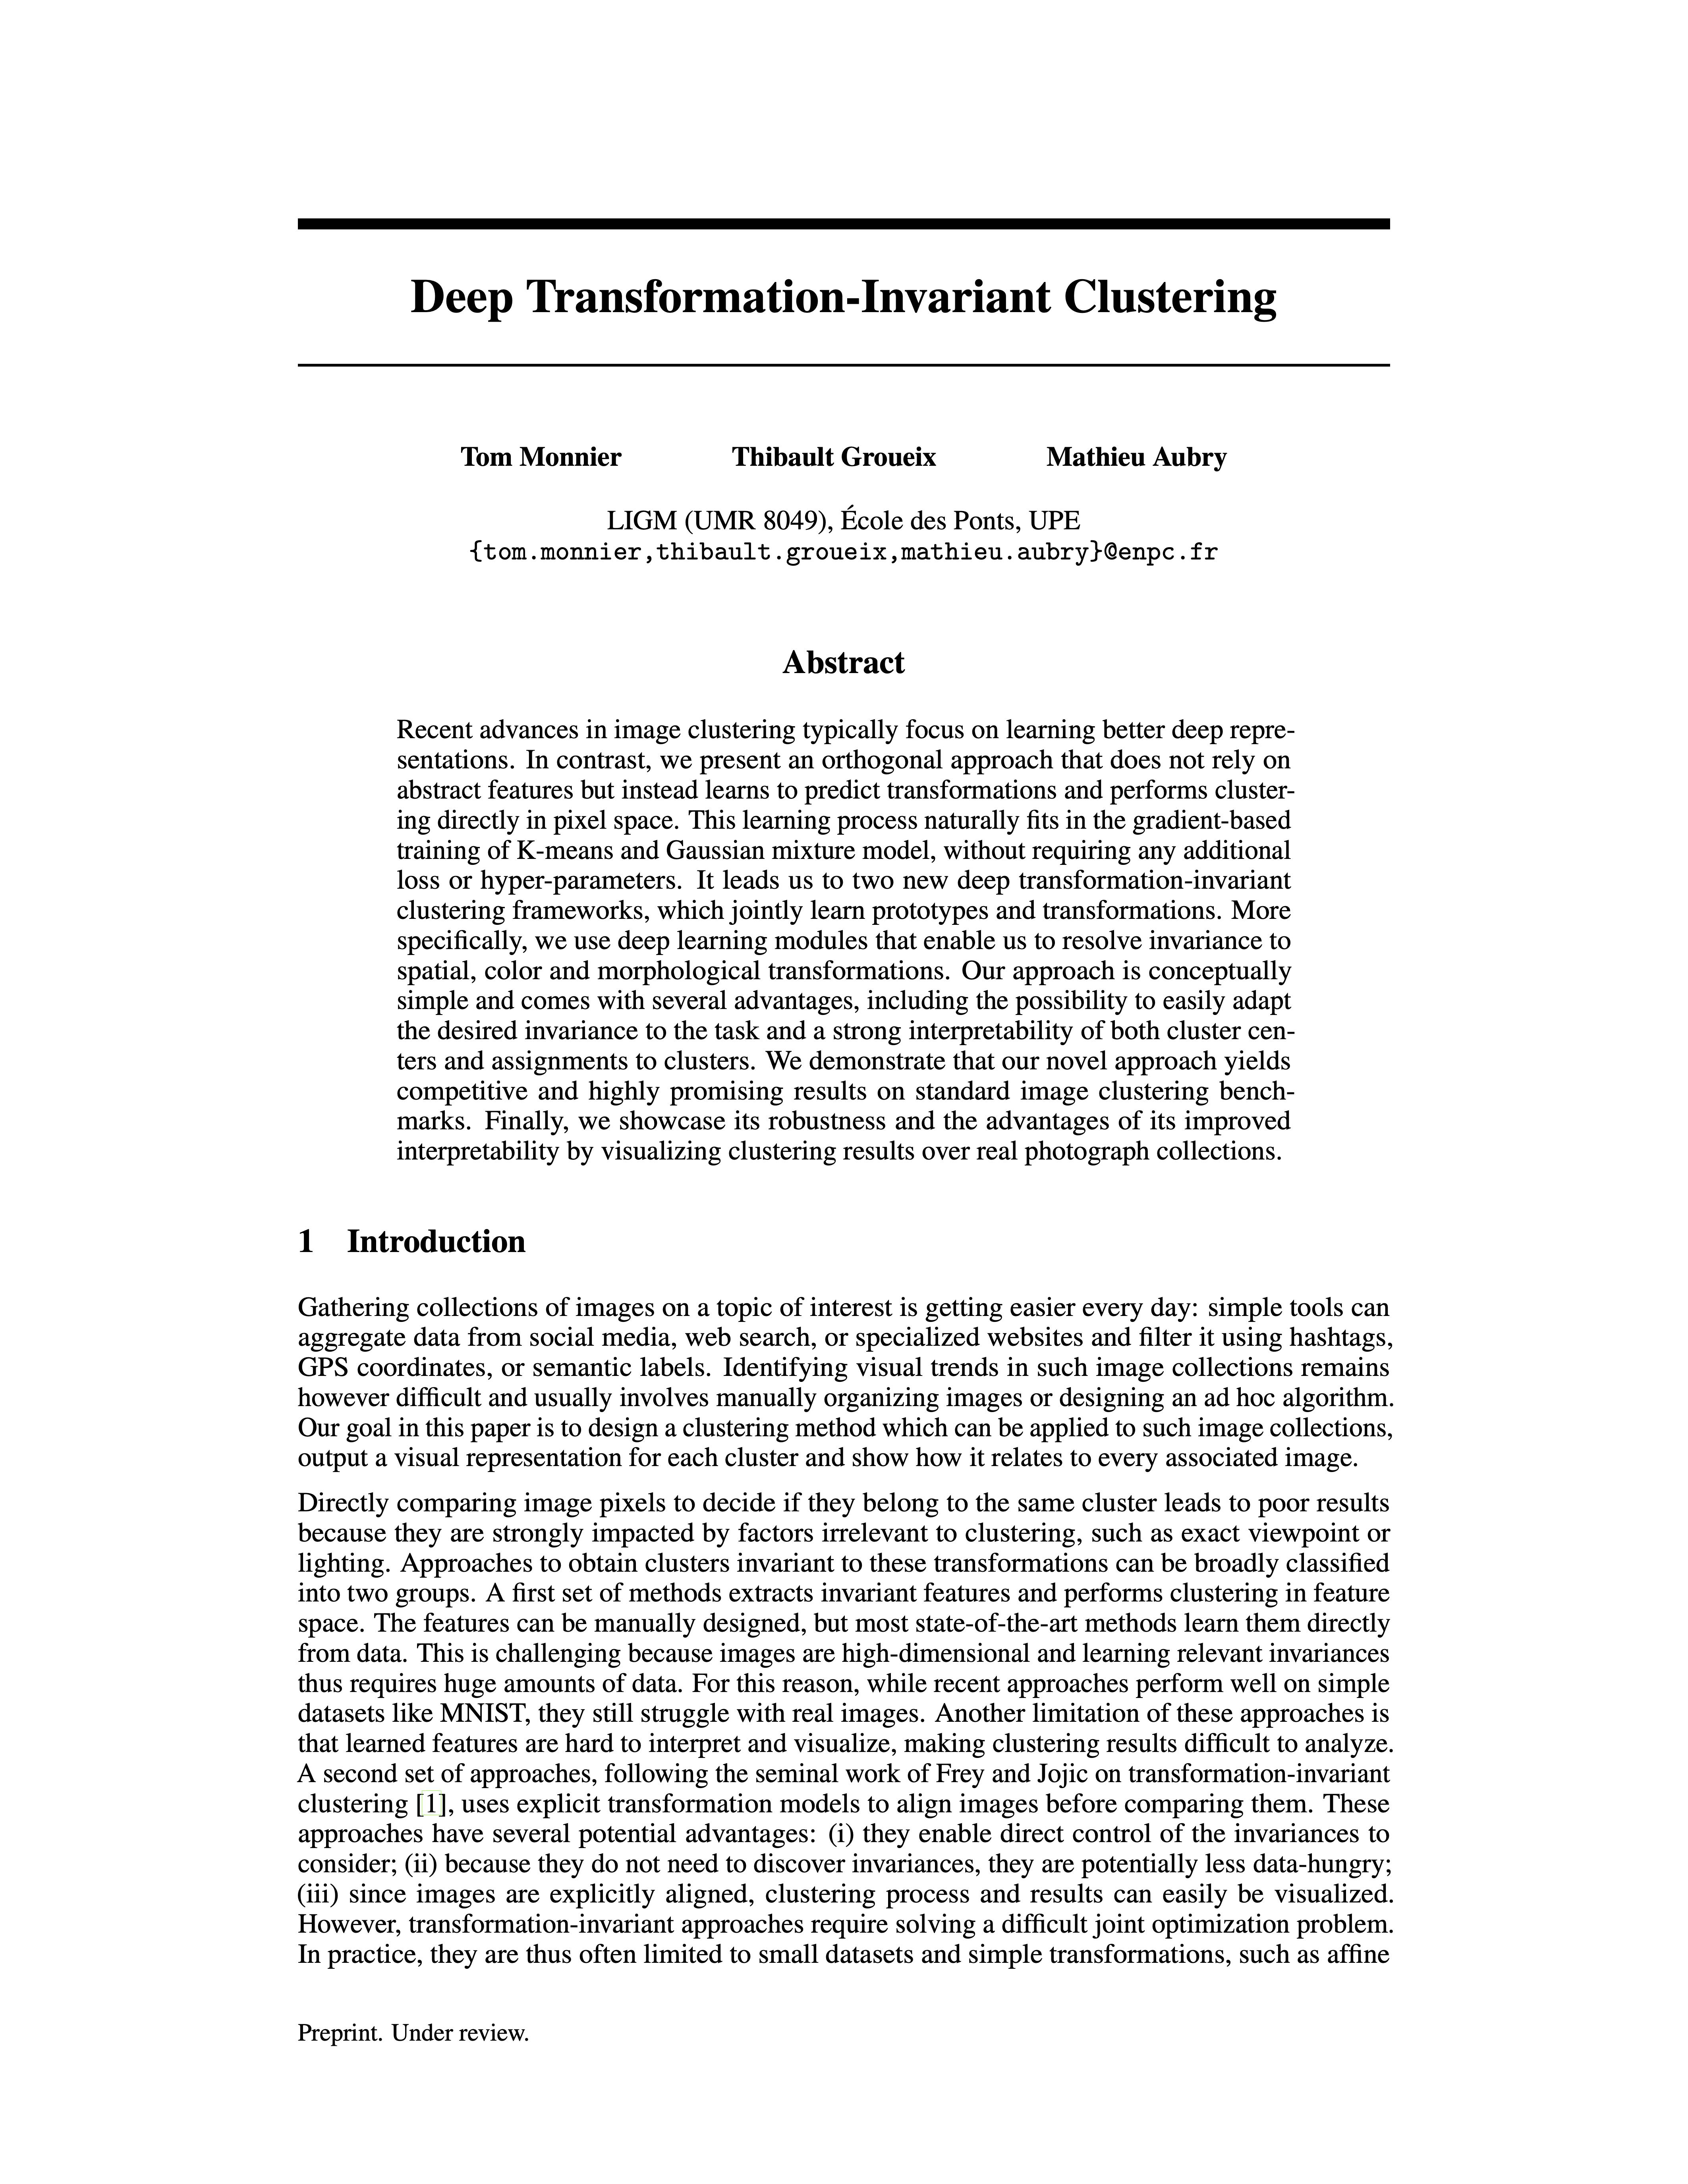 Deep Transformation-Invariant Clustering
Tom Monnier Thibault Groueix Mathieu Aubry
LIGM (UMR 8049), École des Ponts, UPE
{tom.monnier,thibault.groueix,mathieu.aubry}@enpc.fr
Abstract
Recent advances in image clustering typically focus on learning better deep repre-
sentations. In contrast, we present an orthogonal approach that does not rely on
abstract features but instead learns to predict transformations and performs cluster-
ing directly in pixel space. This learning process naturally fits in the gradient-based
training of K-means and Gaussian mixture model, without requiring any additional
loss or hyper-parameters. It leads us to two new deep transformation-invariant
clustering frameworks, which jointly learn prototypes and transformations. More
specifically, we use deep learning modules that enable us to resolve invariance to
spatial, color and morphological transformations. Our approach is conceptually
simple and comes with several advantages, including the possibility to easily adapt
the desired invariance to the task and a strong interpretability of both cluster cen-
ters and assignments to clusters. We demonstrate that our novel approach yields
competitive and highly promising results on standard image clustering bench-
marks. Finally, we showcase its robustness and the advantages of its improved
interpretability by visualizing clustering results over real photograph collections.
1 Introduction
Gathering collections of images on a topic of interest is getting easier every day: simple tools can
aggregate data from social media, web search, or specialized websites and filter it using hashtags,
GPS coordinates, or semantic labels. Identifying visual trends in such image collections remains
however difficult and usually involves manually organizing images or designing an ad hoc algorithm.
Our goal in this paper is to design a clustering method which can be applied to such image collections,
output a visual representation for each cluster and show how it relates to every associated image.
Directly comparing image pixels to decide if they belong to the same cluster leads to poor results
because they are strongly impacted by factors irrelevant to clustering, such as exact viewpoint or
lighting. Approaches to obtain clusters invariant to these transformations can be broadly classified
into two groups. A first set of methods extracts invariant features and performs clustering in feature
space. The features can be manually designed, but most state-of-the-art methods learn them directly
from data. This is challenging because images are high-dimensional and learning relevant invariances
thus requires huge amounts of data. For this reason, while recent approaches perform well on simple
datasets like MNIST, they still struggle with real images. Another limitation of these approaches is
that learned features are hard to interpret and visualize, making clustering results difficult to analyze.
A second set of approaches, following the seminal work of Frey and Jojic on transformation-invariant
clustering [1], uses explicit transformation models to align images before comparing them. These
approaches have several potential advantages: (i) they enable direct control of the invariances to
consider; (ii) because they do not need to discover invariances, they are potentially less data-hungry;
(iii) since images are explicitly aligned, clustering process and results can easily be visualized.
However, transformation-invariant approaches require solving a difficult joint optimization problem.
In practice, they are thus often limited to small datasets and simple transformations, such as affine
Preprint. Under review.